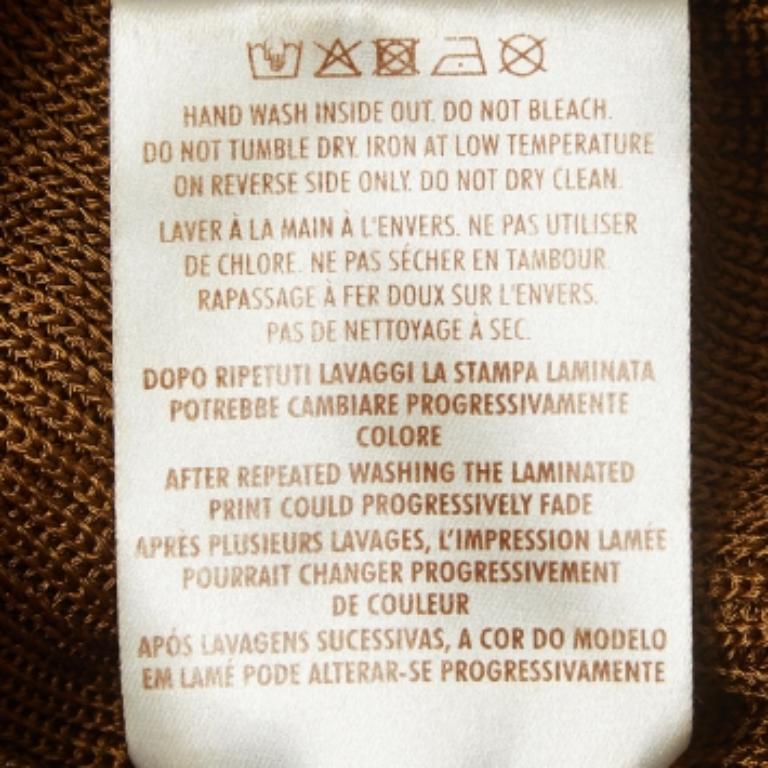 HAND WASH INSIDE OUT. DO NOT BLEACH.
DO NOT TUMBLE DRY. IRON AT LOW TEMPERATURE
ON REVERSE SIDE ONLY. DO NOT DRY CLEAN.
LAVER À LA MAIN À L'ENVERS. NE PAS UTILISER
DE CHLORE. NE PAS SÉCHER EN TAMBOUR.
RAPASSAGE À FER DOUX SUR L'ENVERS.
PAS DE NETTOYAGE À SEC.
DOPO RIPETUTI LAVAGGI LA STAMPA LAMINATA
POTREBBE CAMBIARE PROGRESSIVAMENTE
COLORE
AFTER REPEATED WASHING THE LAMINATED
PRINT COULD PROGRESSIVELY FADE
APRÈS PLUSIEURS LAVAGES, L'IMPRESSION LAMÉE
POURRAIT CHANGER PROGRESSIVEMENT
DE COULEUR
APÓS LAVAGENS SUCESSIVAS, A COR DO MODELO
EM LAMÉ PODE ALTERAR-SE PROGRESSIVAMENTE